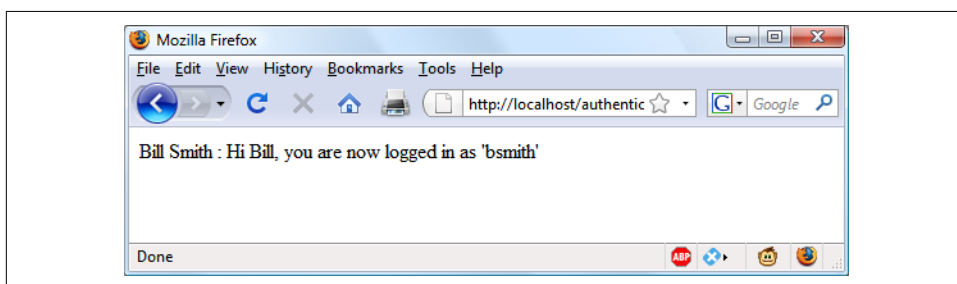 Mozilla Firefox
File Edit View History Bookmarks Tools Help
http://localhost/authentic
G Google
Bill Smith : Hi Bill, you are now logged in as 'bsmith'
Done
ABP